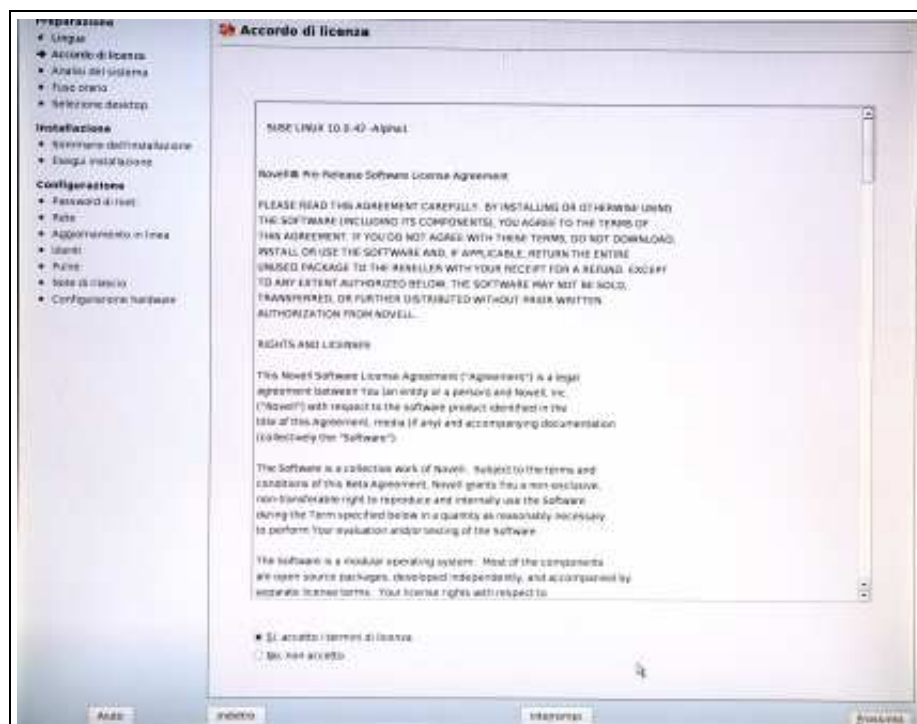 Preparazione
Lingua
Accordo di licenza
Analisi del sistema
Fuso orario
Selezione desktop
Installazione
Sommario dell'installazione
Esegui installazione
Configurazione
Password di root
Rete
Aggiornamento in linea
Utenti
Pulire
Note di rilascio
Configurazione hardware
Accordo di licenza
SUSE LINUX 10.0.42 -Alpha1
Novell® Pre-Release Software License Agreement
PLEASE READ THIS AGREEMENT CAREFULLY. BY INSTALLING OR OTHERWISE USING
THE SOFTWARE (INCLUDING ITS COMPONENTS), YOU AGREE TO THE TERMS OF
THIS AGREEMENT. IF YOU DO NOT AGREE WITH THESE TERMS, DO NOT DOWNLOAD,
INSTALL OR USE THE SOFTWARE AND, IF APPLICABLE, RETURN THE ENTIRE
UNUSED PACKAGE TO THE RESELLER WITH YOUR RECEIPT FOR A REFUND. EXCEPT
TO ANY EXTENT AUTHORIZED BELOW, THE SOFTWARE MAY NOT BE SOLD,
TRANSFERRED, OR FURTHER DISTRIBUTED WITHOUT PRIOR WRITTEN
AUTHORIZATION FROM NOVELL.
RIGHTS AND LICENSES
This Novell Software License Agreement ("Agreement") is a legal
agreement between You (an entity or a person) and Novell, Inc.
("Novell") with respect to the software product identified in the
title of this Agreement, media (if any) and accompanying documentation
(collectively the "Software").
The Software is a collective work of Novell. Subject to the terms and
conditions of this Beta Agreement, Novell grants You a non-exclusive,
non-transferable right to reproduce and internally use the Software
during the Term specified below in a quantity as reasonably necessary
to perform Your evaluation and/or testing of the Software.
The Software is a modular operating system. Most of the components
are open source packages, developed independently, and accompanied by
separate license terms. Your license rights with respect to
Sì, accetto i termini di licenza
No, non accetto
Aiuto
Indietro
Interrompi
Prossimo